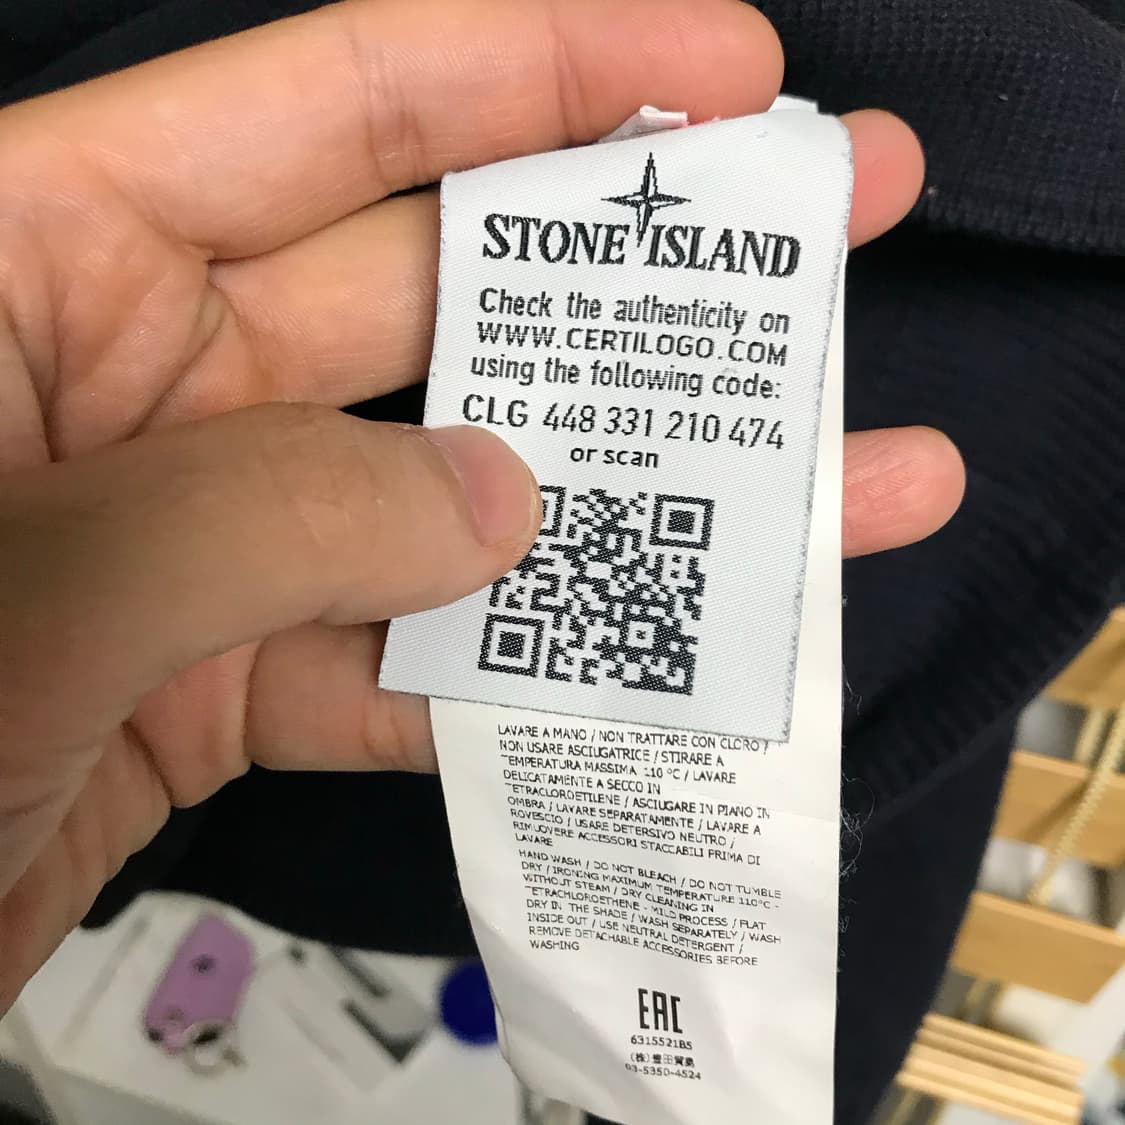 STONE ISLAND
Check the authenticity on
WWW.CERTILOGO.COM
using the following code:
CLG 448 331 210 474
or scan
LAVARE A MANO / NON TRATTARE CON CLORO /
NON USARE ASCIUGATRICE / STIRARE A
TEMPERATURA MASSIMA 110 °C / LAVARE
DELICATAMENTE A SECCO IN
TETRACLOROETILENE / ASCIUGARE IN PIANO IN
OMBRA / LAVARE SEPARATAMENTE / LAVARE A
ROVESCIO / USARE DETERSIVO NEUTRO /
RIMUOVERE ACCESSORI STACCABILI PRIMA DI
LAVARE
HAND WASH / DO NOT BLEACH / DO NOT TUMBLE
DRY / IRONING MAXIMUM TEMPERATURE 110°C -
WITHOUT STEAM / DRY CLEANING IN
TETRACHLOROETHENE - MILD PROCESS / FLAT
DRY IN THE SHADE / WASH SEPARATELY / WASH
INSIDE OUT / USE NEUTRAL DETERGENT /
REMOVE DETACHABLE ACCESSORIES BEFORE
WASHING
EAC
6315521B5
(株)豊田貿易
03-5350-4524